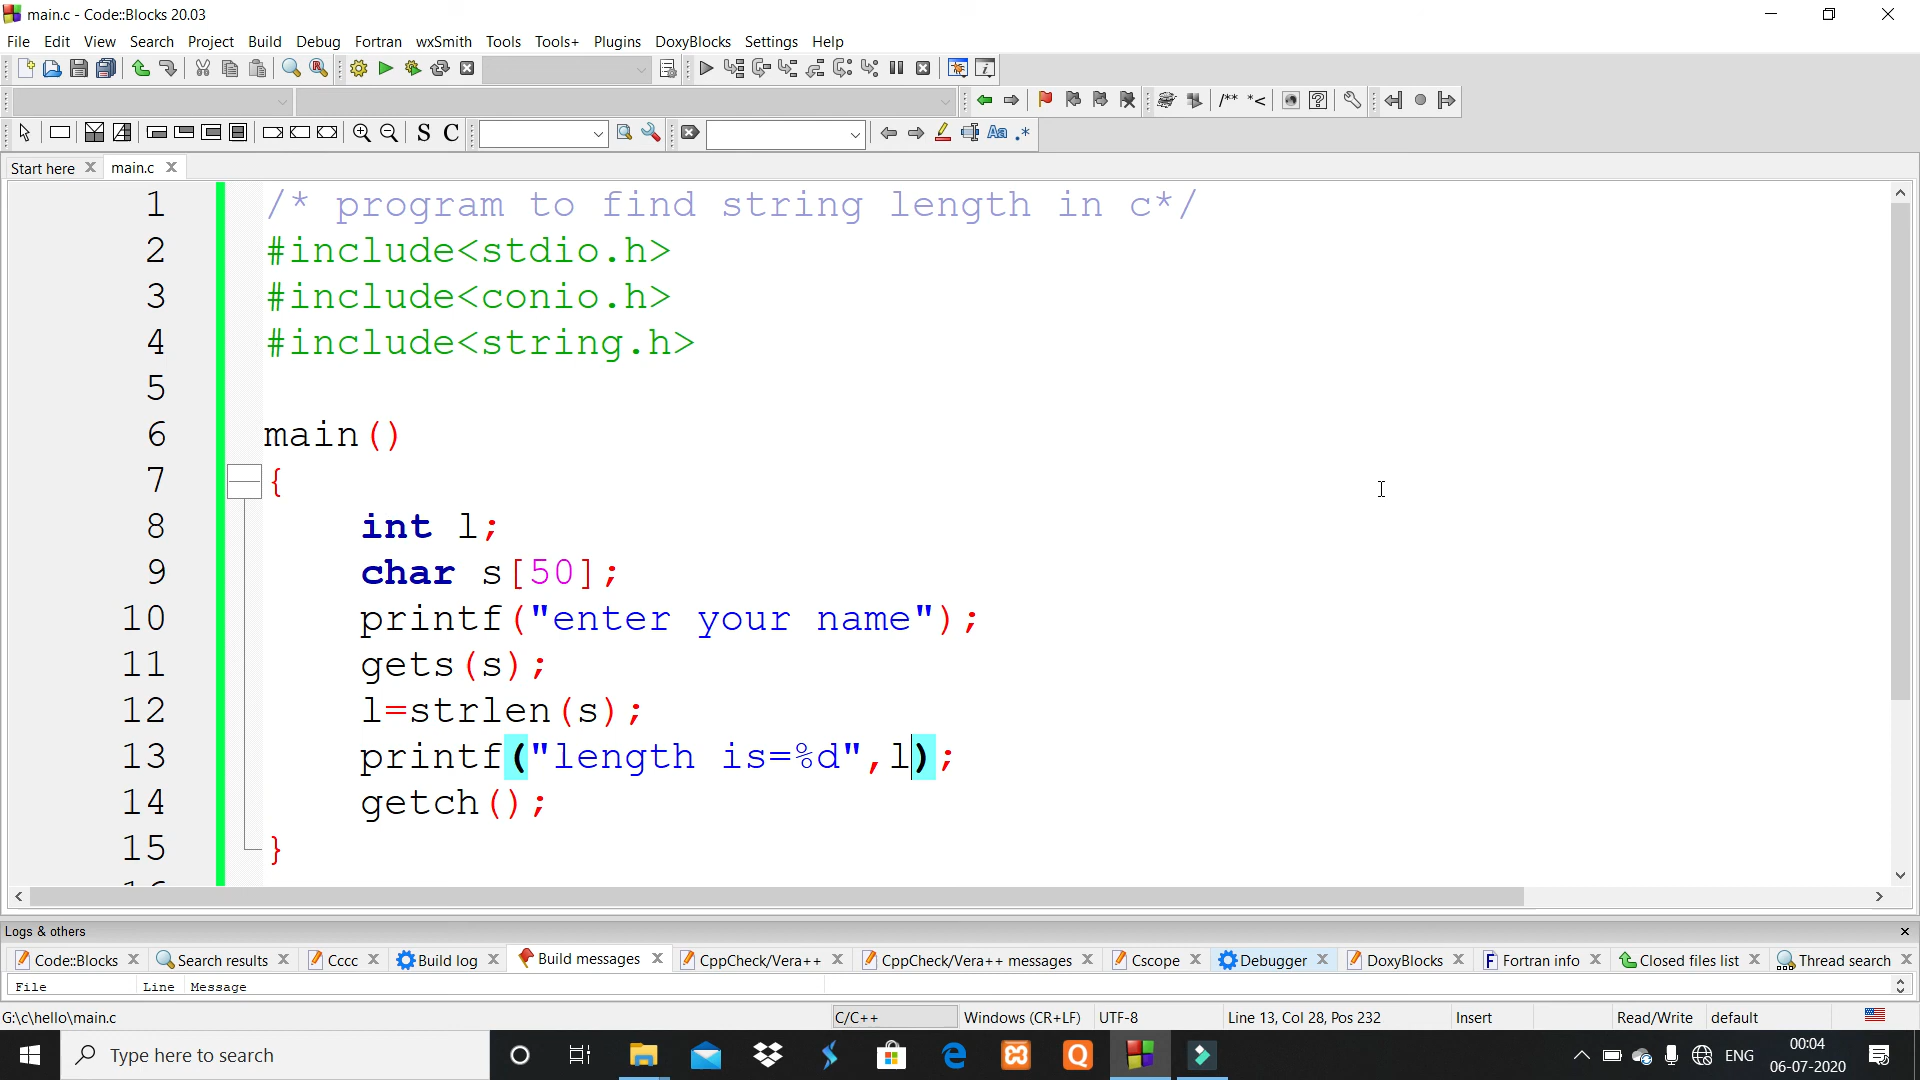 main.c - Code::Blocks 20.03
File Edit View Search Project Build Debug Fortran wxSmith Tools Tools+ Plugins DoxyBlocks Settings Help
/** *<
S C
Aa .*
Start here main.c
1 /* program to find string length in c*/
2 #include<stdio.h>
3 #include<conio.h>
4 #include<string.h>
5
6 main()
7 {
8 int l;
9 char s[50];
10 printf("enter your name");
11 gets(s);
12 l=strlen(s);
13 printf("length is=%d",l);
14 getch();
15 }
Logs & others
Code::Blocks Search results Cccc Build log Build messages CppCheck/Vera++ CppCheck/Vera++ messages Cscope Debugger DoxyBlocks Fortran info Closed files list Thread search
File Line Message
G:\c\hello\main.c C/C++ Windows (CR+LF) UTF-8 Line 13, Col 28, Pos 232 Insert Read/Write default
Type here to search ENG 00:04
06-07-2020